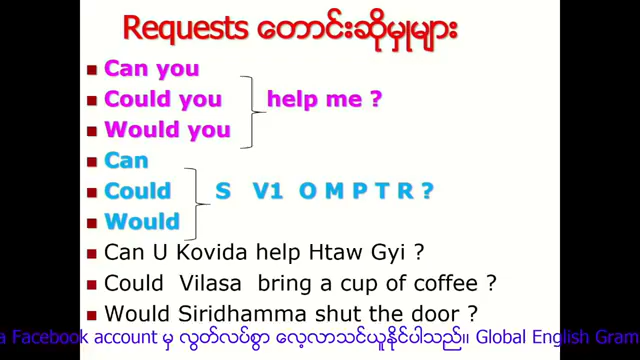 Requests တောင်းဆိုမှုများ
Can you
Could you help me ?
Would you
Can
Could S V1 O M P T R ?
Would
Can U Kovida help Htaw Gyi ?
Could Vilasa bring a cup of coffee ?
Would Siridhamma shut the door ?
a Facebook account မှ လွတ်လပ်စွာ လေ့လာသင်ယူနိုင်ပါသည်။ Global English Gram